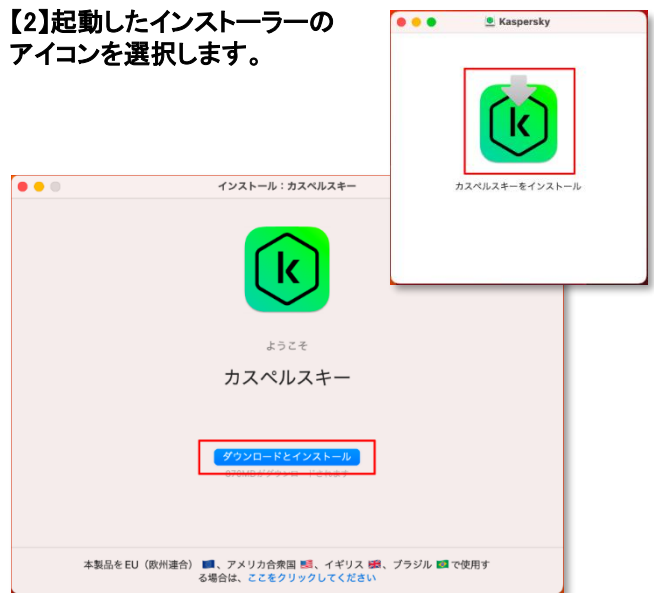 【2】起動したインストーラーの
アイコンを選択します。
Kaspersky
カスペルスキーをインストール
インストール：カスペルスキー
ようこそ
カスペルスキー
ダウンロードとインストール
本製品をEU（欧州連合） 🇪🇺、アメリカ合衆国 🇺🇸、イギリス 🇬🇧、ブラジル 🇧🇷 で使用す
る場合は、ここをクリックしてください